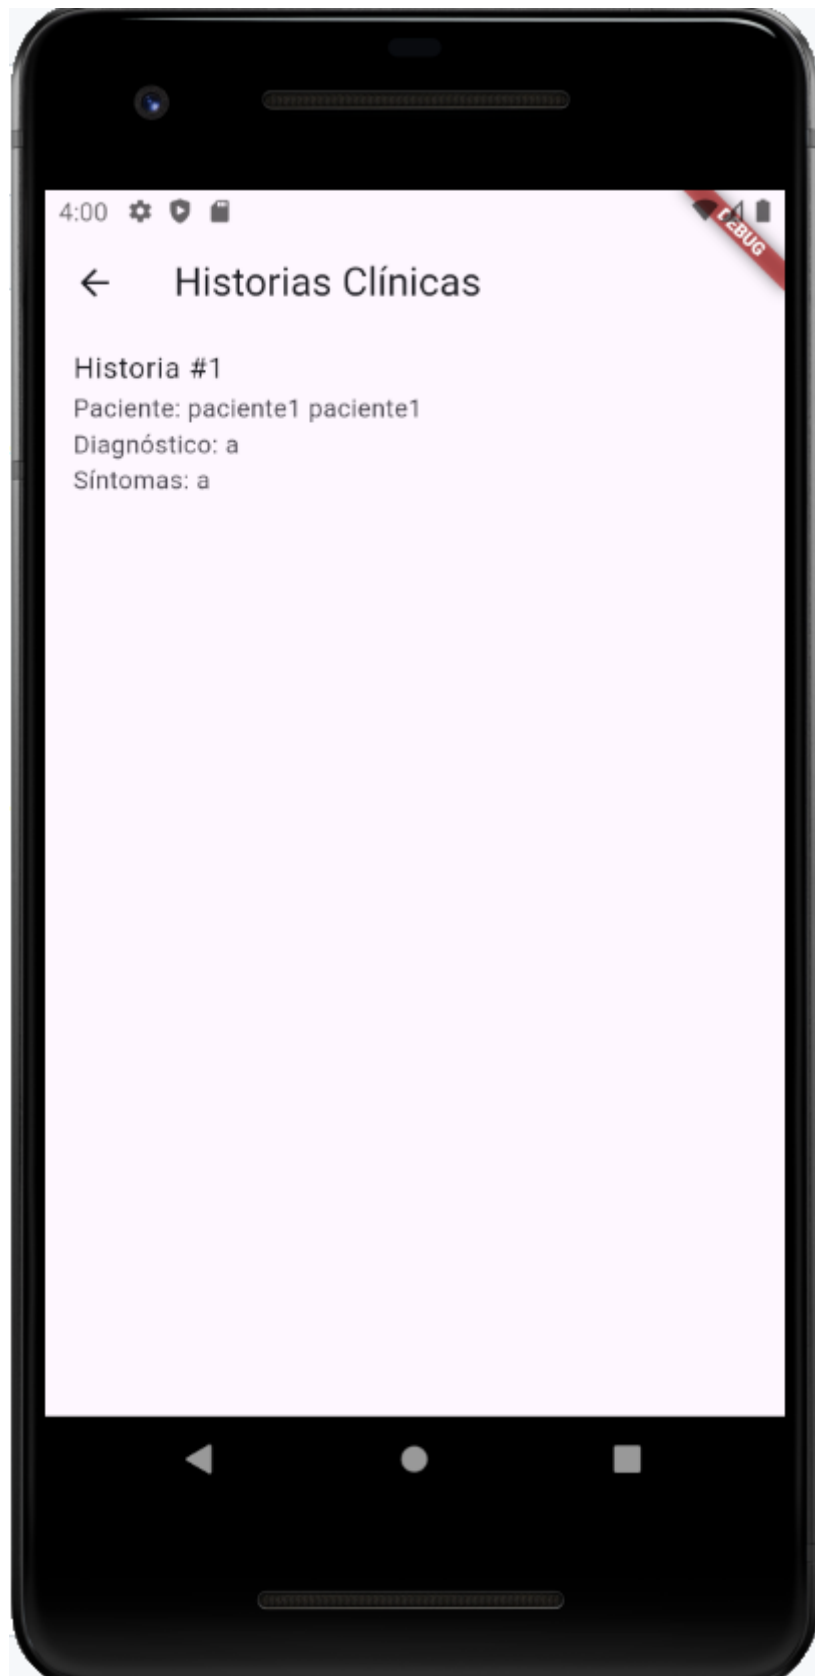 4:00
DEBUG
Historias Clínicas
Historia #1
Paciente: paciente1 paciente1
Diagnóstico: a
Síntomas: a